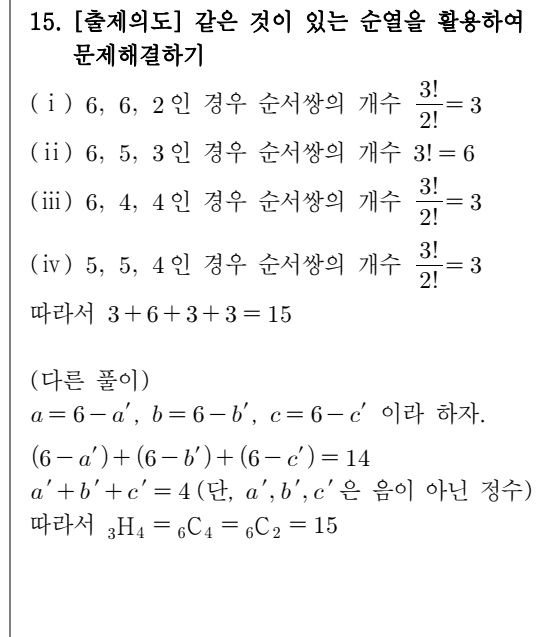 15. [출제의도] 같은 것이 있는 순열을 활용하여
문제해결하기
(ⅰ) 6, 6, 2인 경우 순서쌍의 개수 3!/2! = 3
(ⅱ) 6, 5, 3인 경우 순서쌍의 개수 3! = 6
(ⅲ) 6, 4, 4인 경우 순서쌍의 개수 3!/2! = 3
(ⅳ) 5, 5, 4인 경우 순서쌍의 개수 3!/2! = 3
따라서 3+6+3+3 = 15
(다른 풀이)
a = 6−a′, b = 6−b′, c = 6−c′ 이라 하자.
(6−a′)+(6−b′)+(6−c′) = 14
a′+b′+c′ = 4 (단, a′, b′, c′은 음이 아닌 정수)
따라서 ₃H₄ = ₆C₄ = ₆C₂ = 15